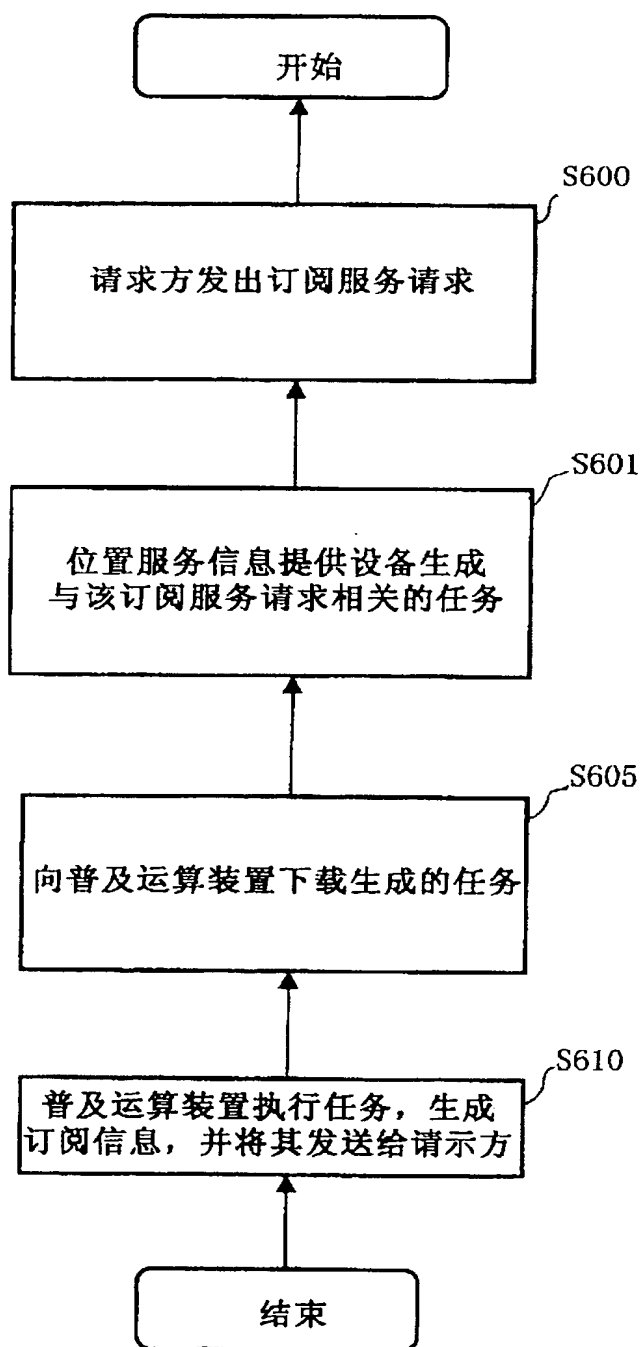 开始
S600
请求方发出订阅服务请求
S601
位置服务信息提供设备生成
与该订阅服务请求相关的任务
S605
向普及运算装置下载生成的任务
S610
普及运算装置执行任务，生成
订阅信息，并将其发送给请示方
结束